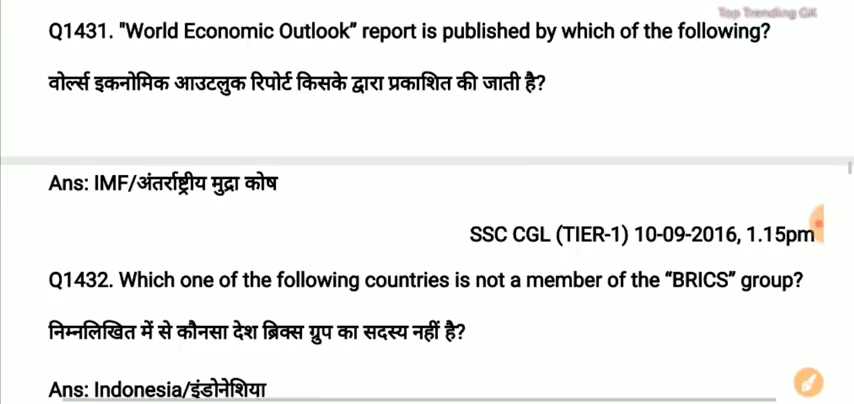 Top Trending GK
Q1431. "World Economic Outlook” report is published by which of the following?
वोर्ल्स इकनोमिक आउटलुक रिपोर्ट किसके द्वारा प्रकाशित की जाती है?
Ans: IMF/अंतर्राष्ट्रीय मुद्रा कोष
SSC CGL (TIER-1) 10-09-2016, 1.15pm
Q1432. Which one of the following countries is not a member of the “BRICS” group?
निम्नलिखित में से कौनसा देश ब्रिक्स ग्रुप का सदस्य नहीं है?
Ans: Indonesia/इंडोनेशिया